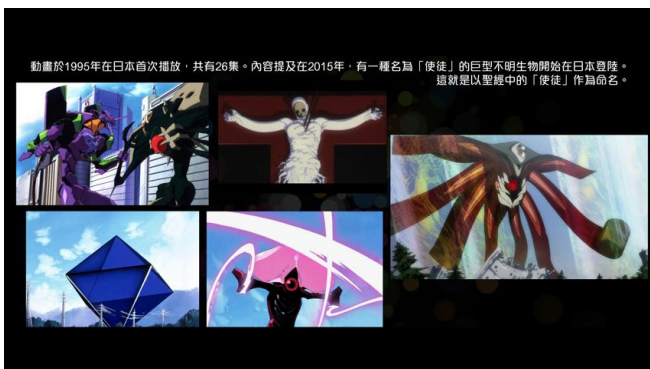 動畫於1995年在日本首次播放，共有26集。內容提及在2015年，有一種名為「使徒」的巨型不明生物開始在日本登陸。
這就是以聖經中的「使徒」作為命名。